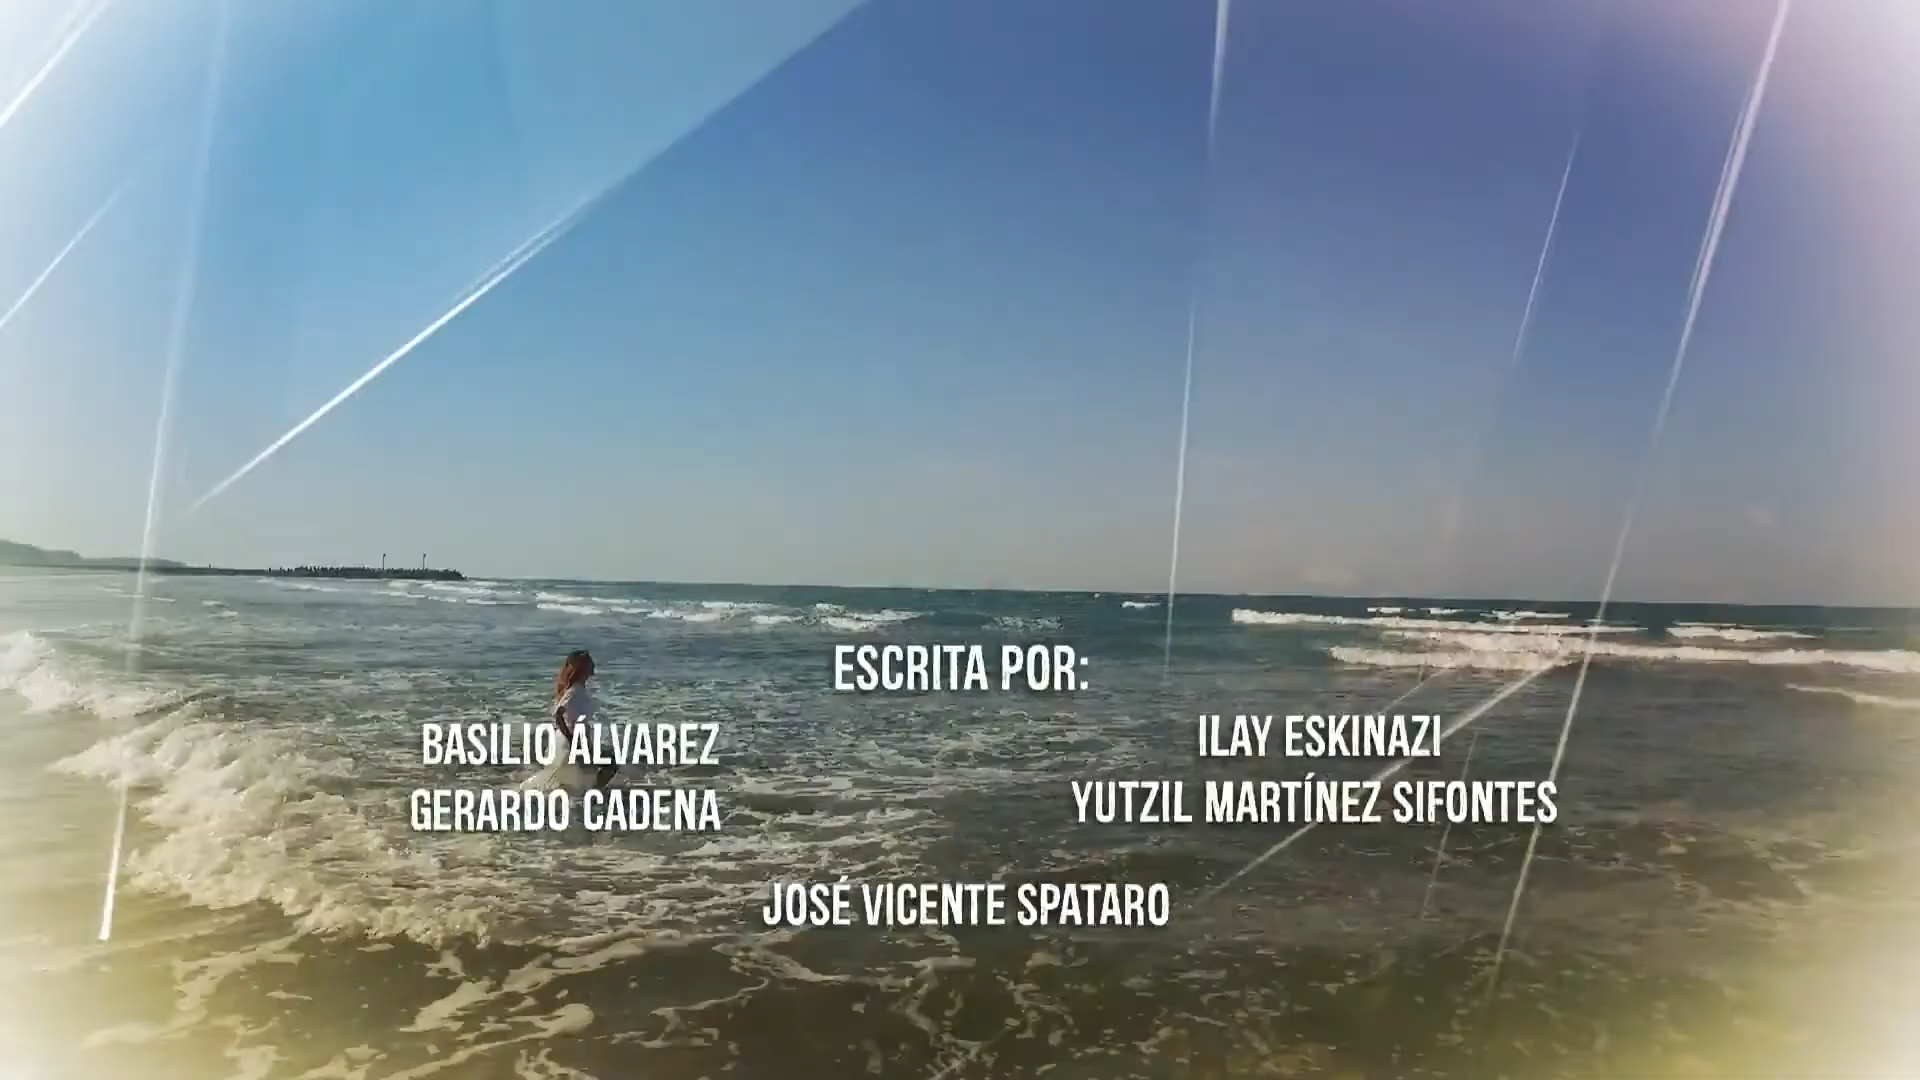 ESCRITA POR:
BASILIO ÁLVAREZ
GERARDO CADENA
ILAY ESKINAZI
YUTZIL MARTÍNEZ SIFONTES
JOSÉ VICENTE SPATARO